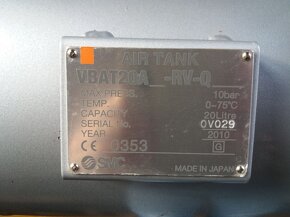 AIR TANK
VBAT20A -RV-Q
MAX.PRESS. 10bar
TEMP. 0~75℃
CAPACITY 20Litre
SERIAL No. 0V029
YEAR 2010
CE 0353 G
SMC MADE IN JAPAN